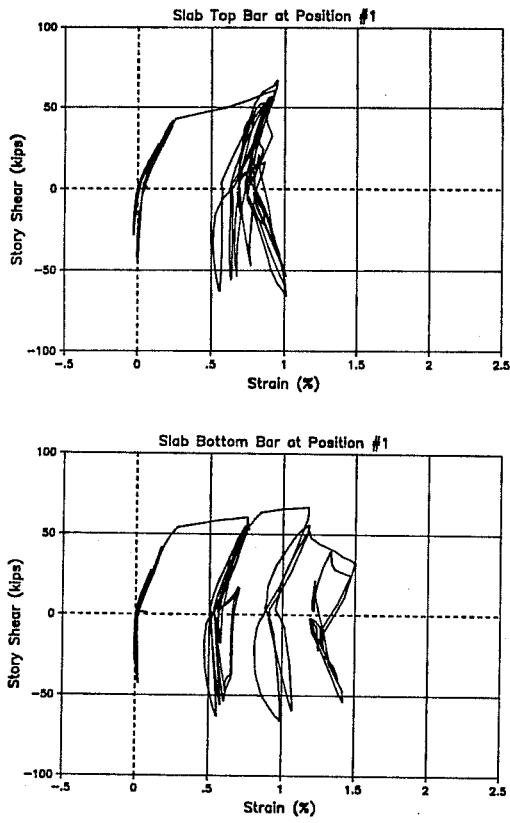 Slab Top Bar at Position #1
100
50
0
-50
-100
Story Shear (kips)
-.5 0 .5 1 1.5 2 2.5
Strain (%)
Slab Bottom Bar at Position #1
100
50
0
-50
-100
Story Shear (kips)
-.5 0 .5 1 1.5 2 2.5
Strain (%)